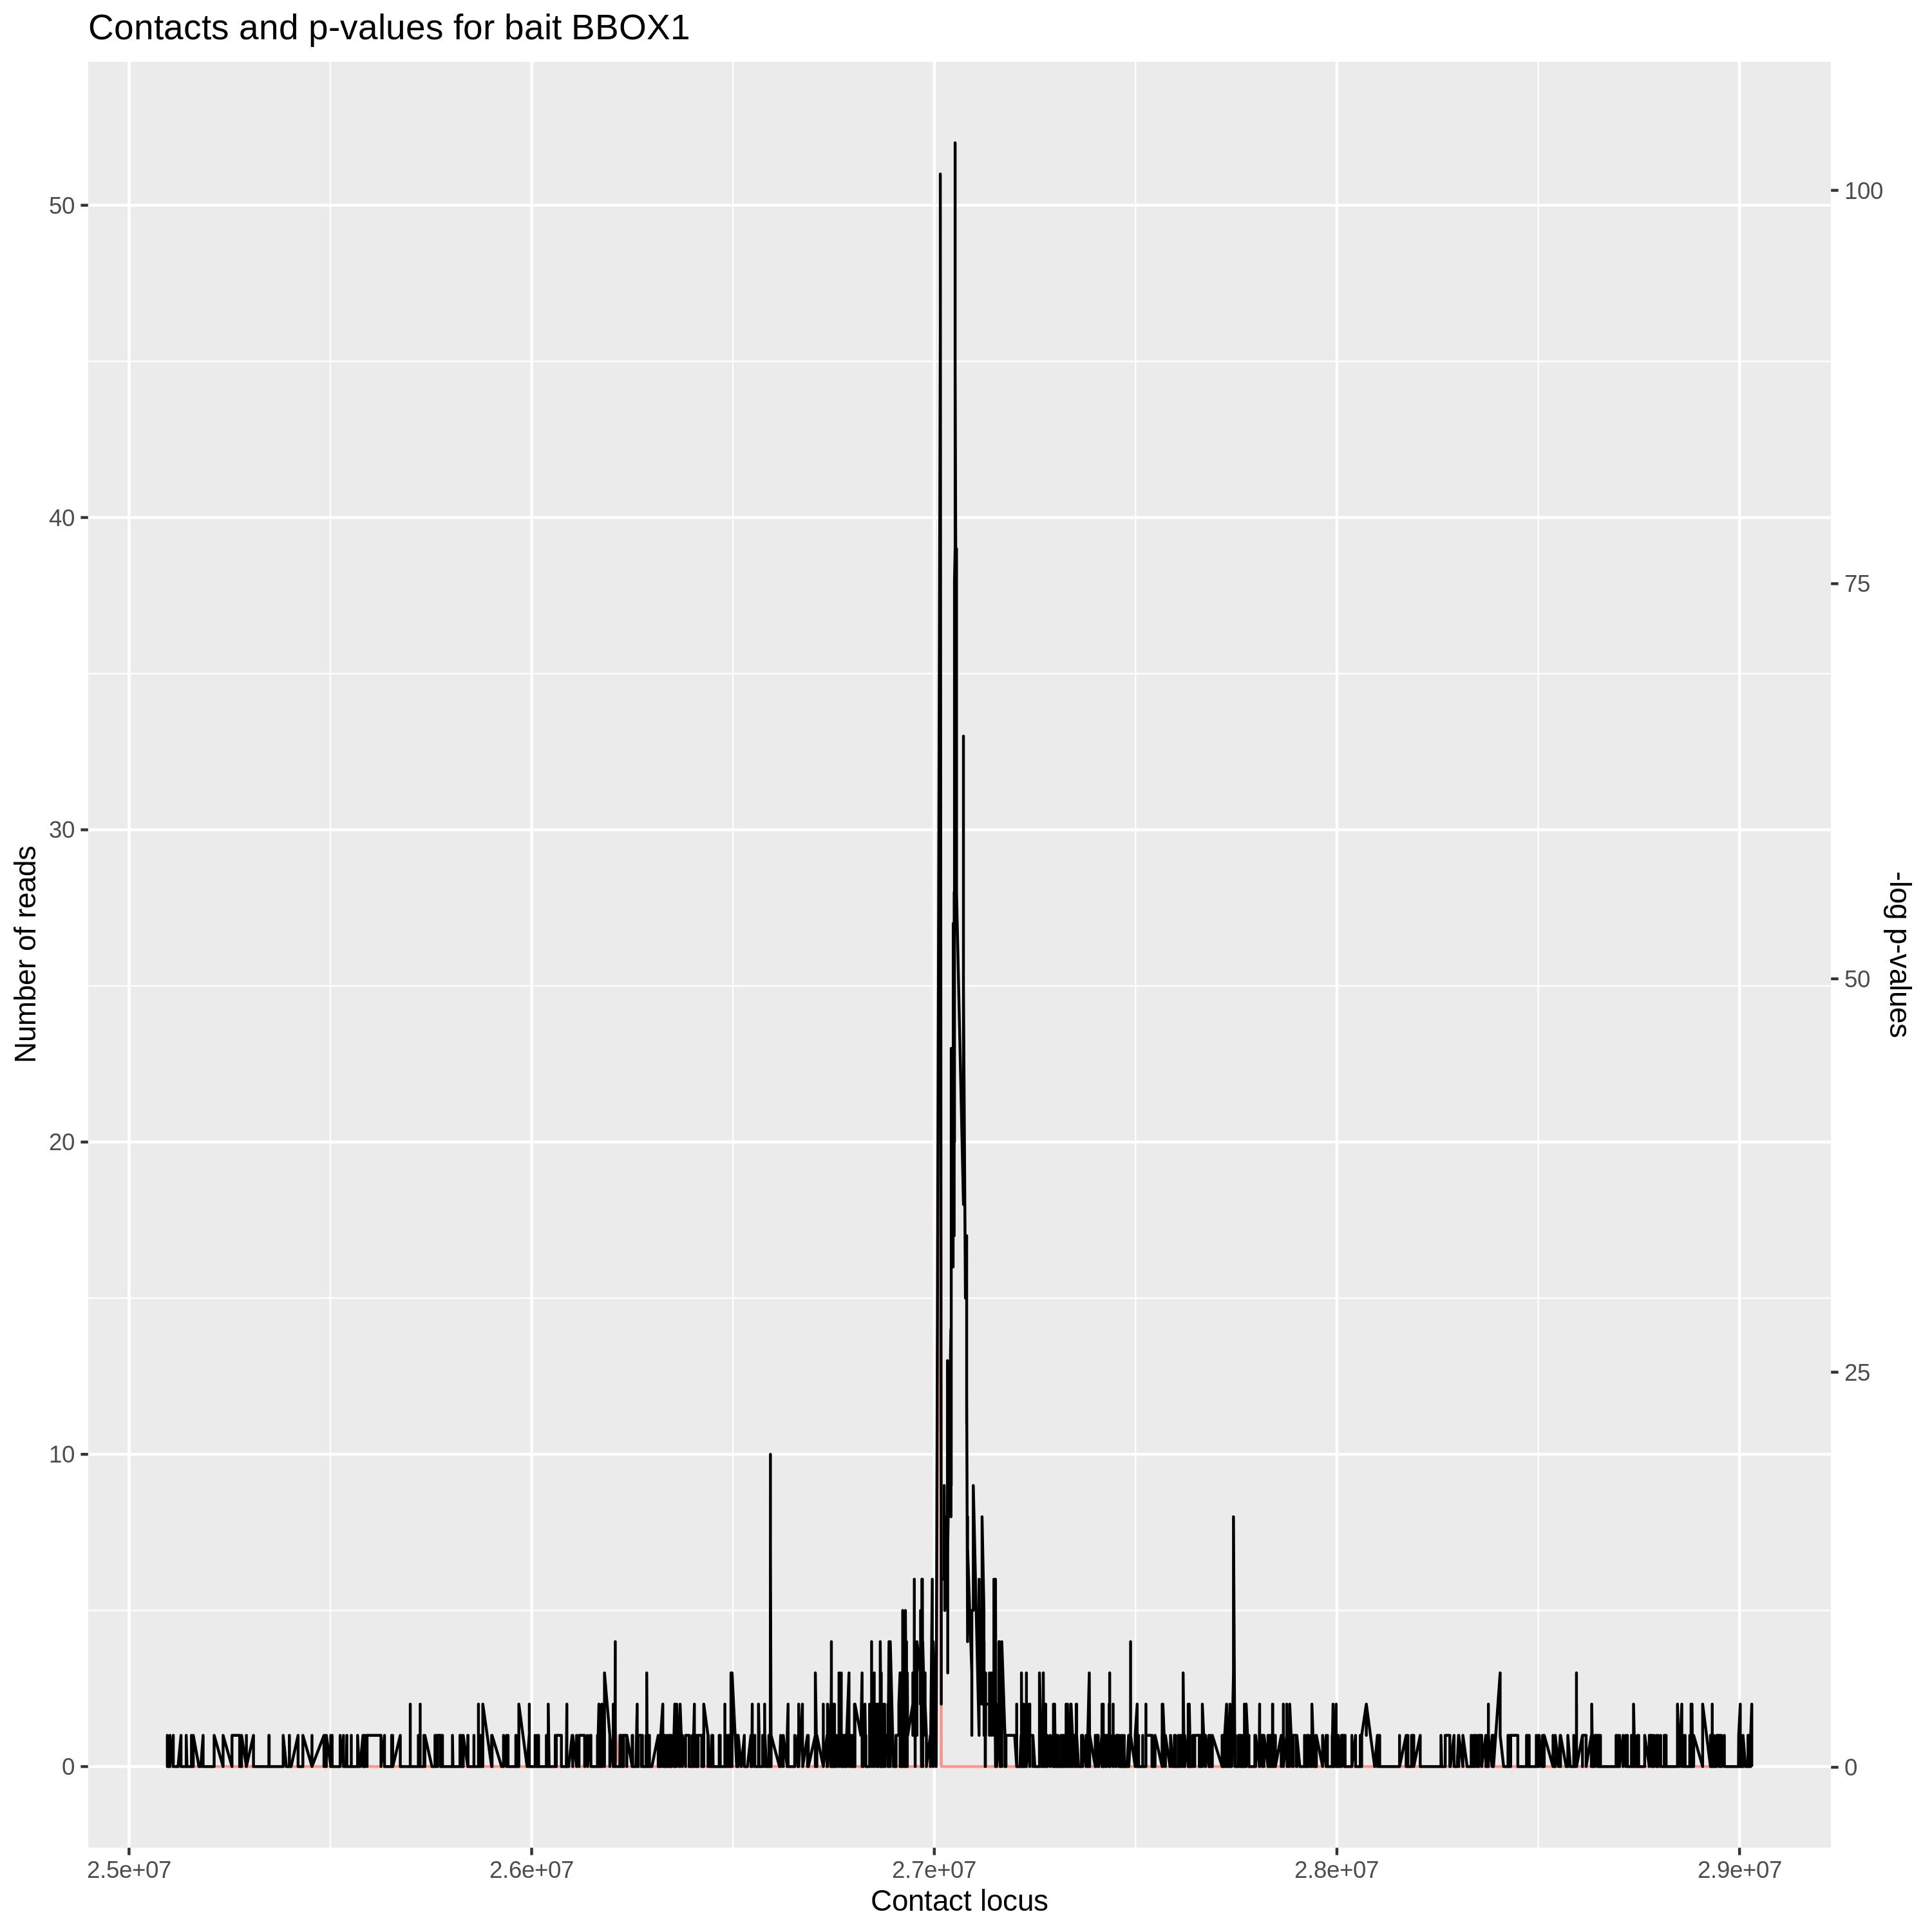 Contacts and p-values for bait BBOX1
50
40
30
20
10
0
Number of reads
100
75
50
25
0
-log p-values
2.5e+07
2.6e+07
2.7e+07
2.8e+07
2.9e+07
Contact locus